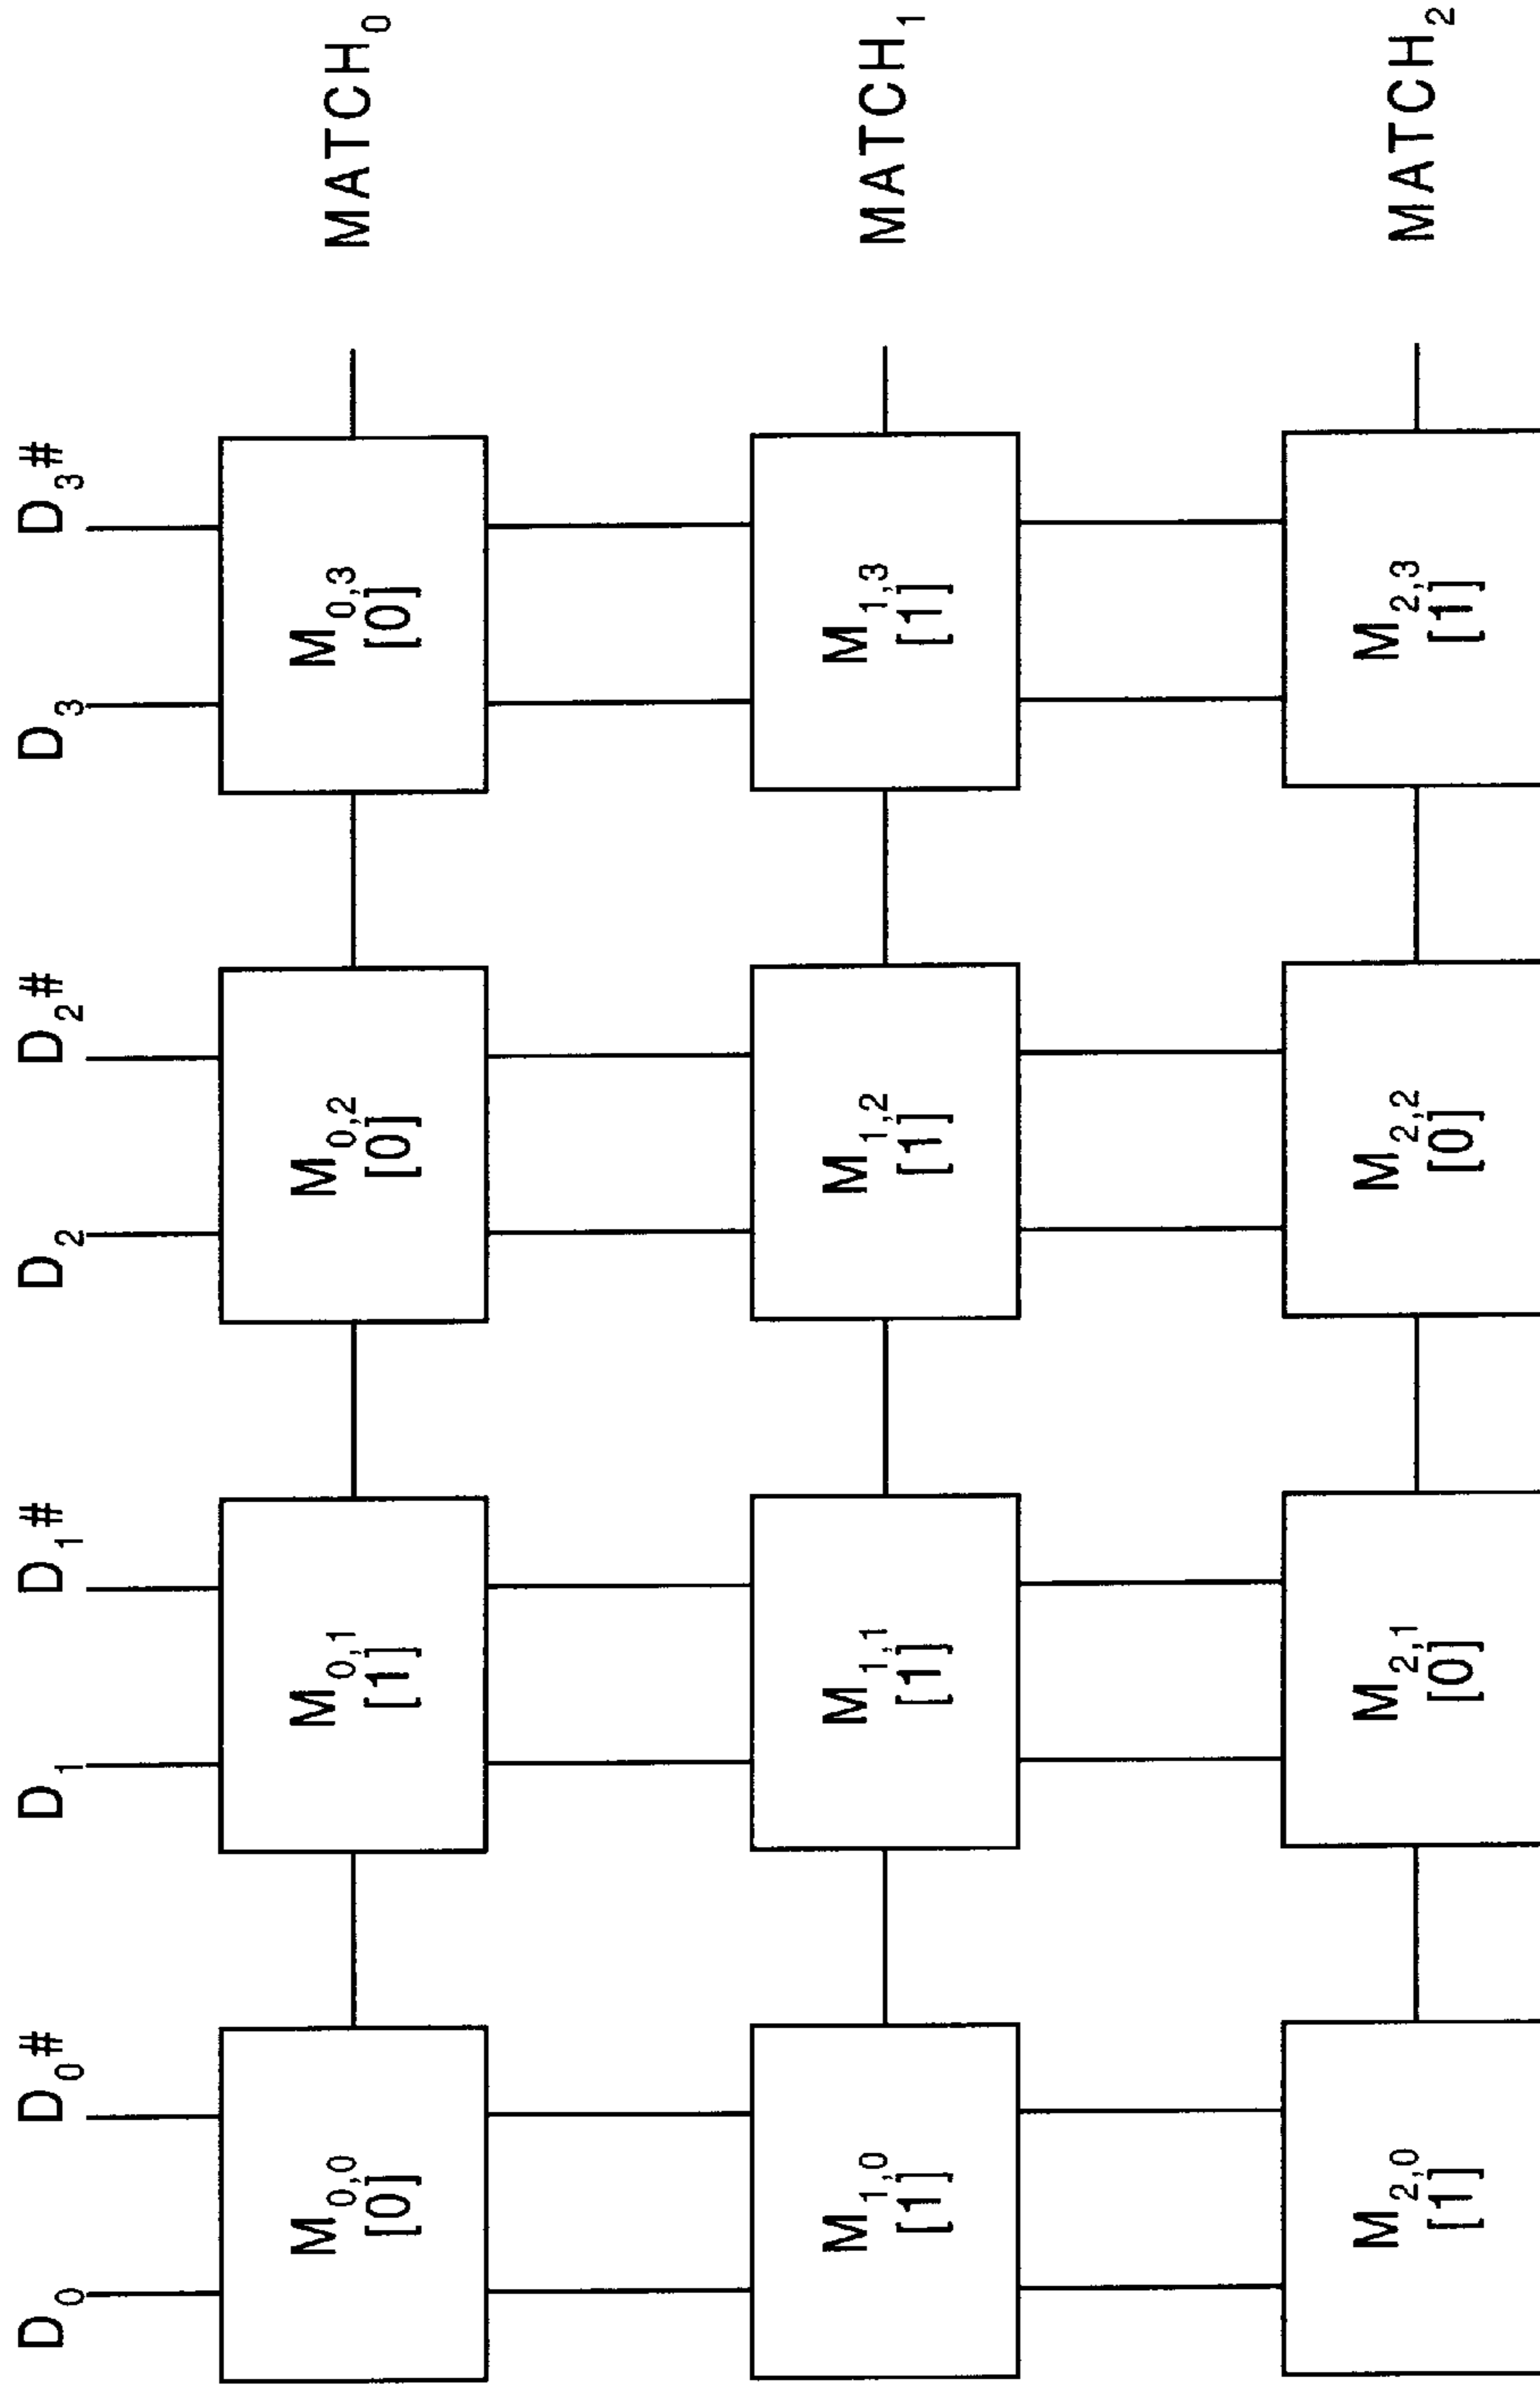 D0 D0# D1 D1# D2 D2# D3 D3#
M0,0 M0,1 M0,2 M0,3 MATCH0
[0] [1] [0] [0]
M1,0 M1,1 M1,2 M1,3 MATCH1
[1] [1] [1] [1]
M2,0 M2,1 M2,2 M2,3 MATCH2
[1] [0] [0] [1]